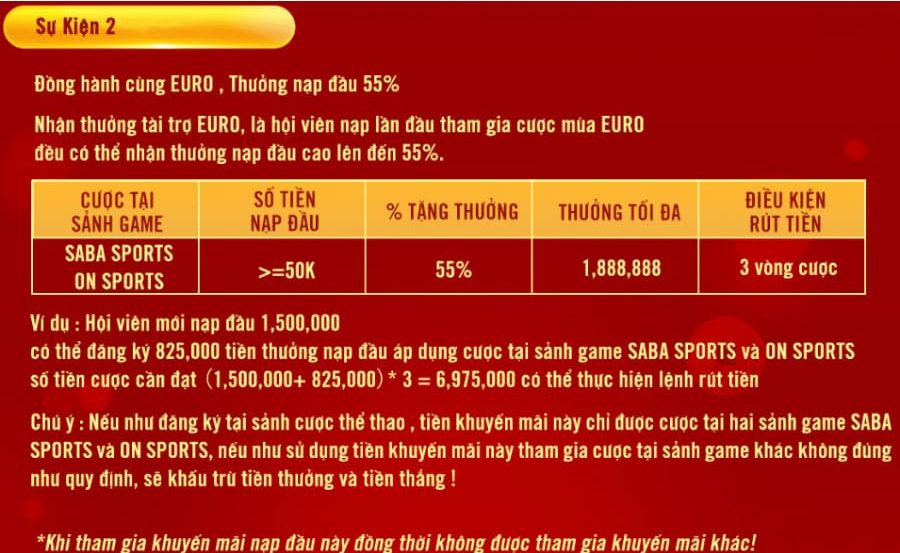 Sự Kiện 2
Đồng hành cùng EURO , Thưởng nạp đầu 55%
Nhận thưởng tài trợ EURO, là hội viên nạp lần đầu tham gia cược mùa EURO
đều có thể nhận thưởng nạp đầu cao lên đến 55%.
CƯỢC TẠI
SẢNH GAME
SỐ TIỀN
NẠP ĐẦU
% TẶNG THƯỞNG
THƯỞNG TỐI ĐA
ĐIỀU KIỆN
RÚT TIỀN
SABA SPORTS
ON SPORTS
>=50K
55%
1,888,888
3 vòng cược
Ví dụ : Hội viên mới nạp đầu 1,500,000
có thể đăng ký 825,000 tiền thưởng nạp đầu áp dụng cược tại sảnh game SABA SPORTS và ON SPORTS
số tiền cược cần đạt (1,500,000+ 825,000) * 3 = 6,975,000 có thể thực hiện lệnh rút tiền
Chú ý : Nếu như đăng ký tại sảnh cược thể thao , tiền khuyến mãi này chỉ được cược tại hai sảnh game SABA
SPORTS và ON SPORTS, nếu như sử dụng tiền khuyến mãi này tham gia cược tại sảnh game khác không đúng
như quy định, sẽ khấu trừ tiền thưởng và tiền thắng !
*Khi tham gia khuyến mãi nạp đầu này đồng thời không được tham gia khuyến mãi khác!